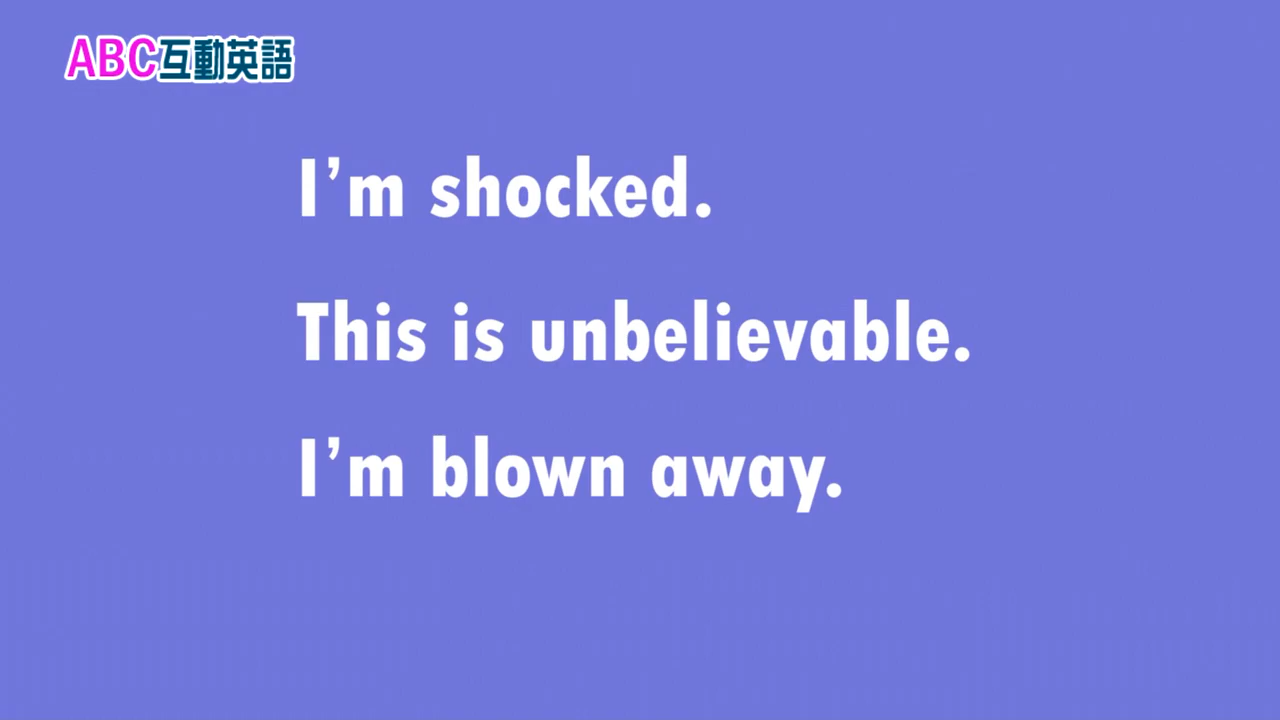 ABC互動英語
I’m shocked.
This is unbelievable.
I’m blown away.